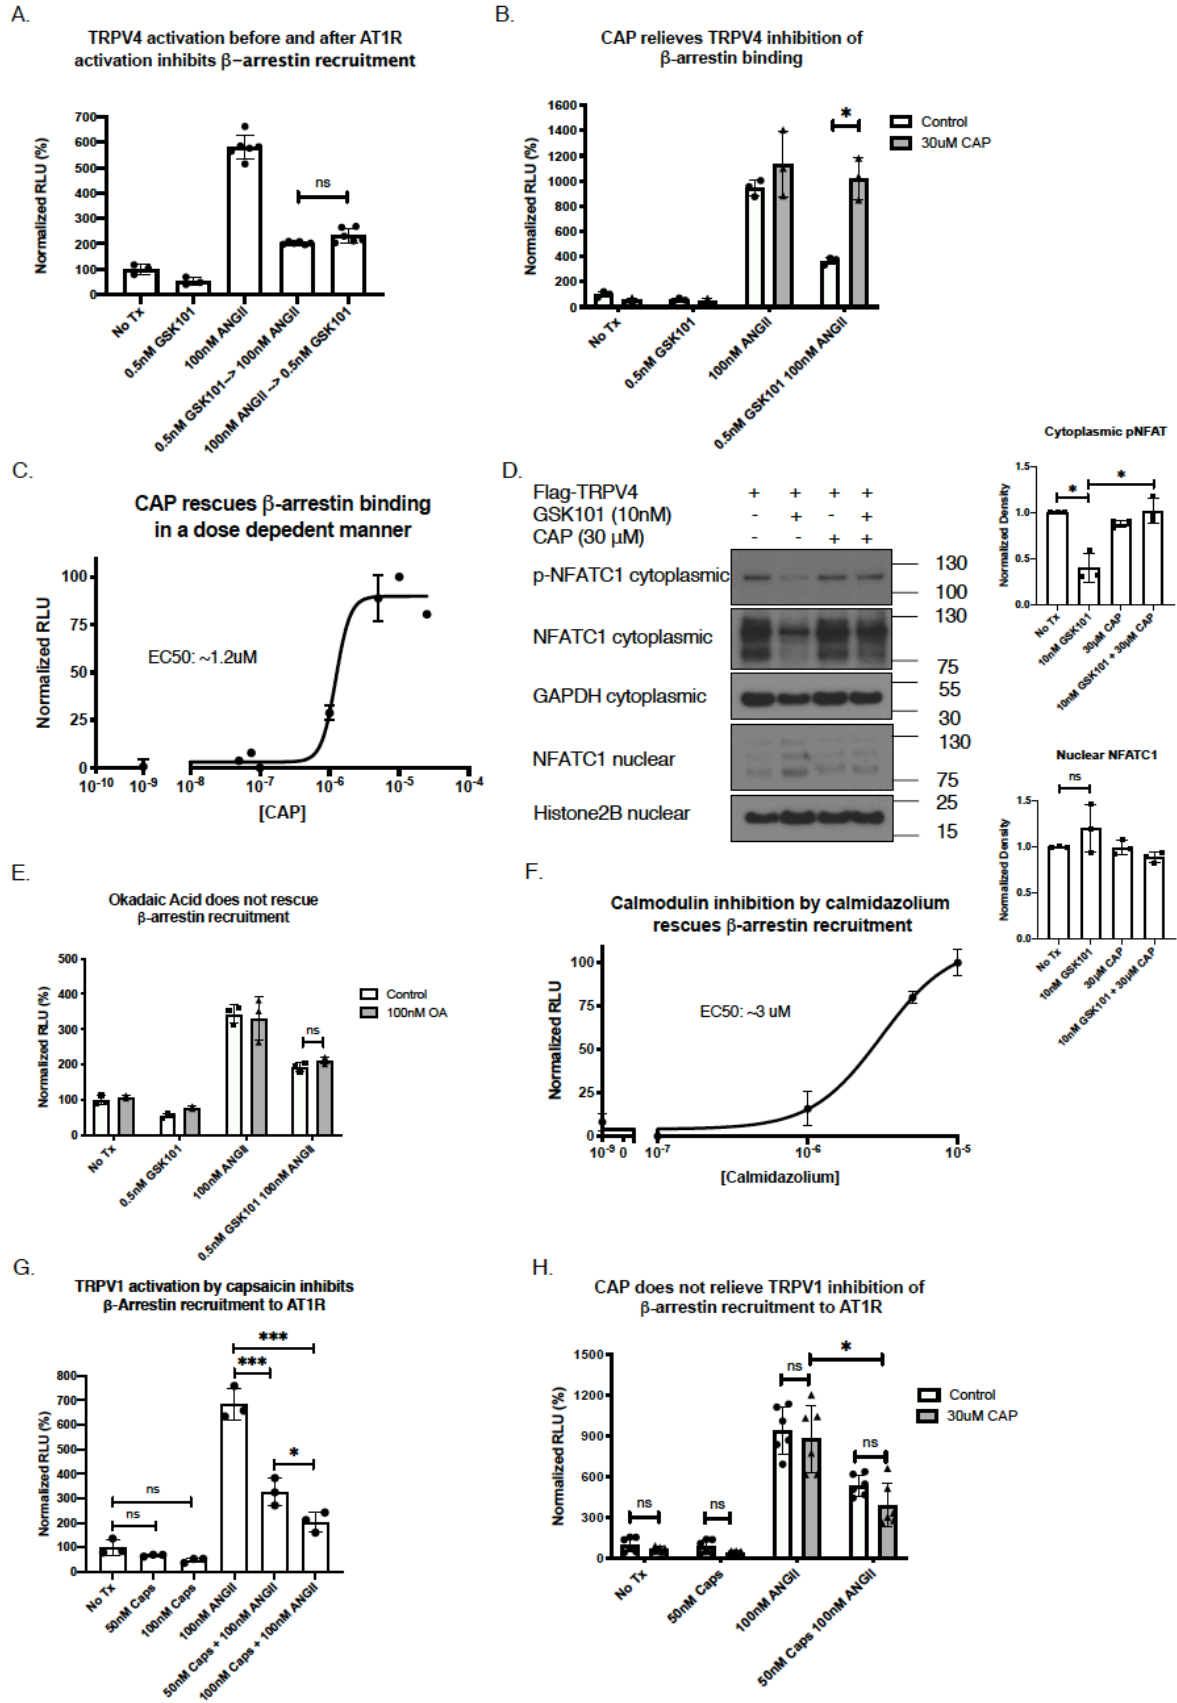 A.
TRPV4 activation before and after AT1R
activation inhibits β−arrestin recruitment
Normalized RLU (%)
700
600
500
400
300
200
100
0
ns
No Tx
0.5nM GSK101
100nM ANGII
0.5nM GSK101--> 100nM ANGII
100nM ANGII --> 0.5nM GSK101
B.
CAP relieves TRPV4 inhibition of
β-arrestin binding
Normalized RLU (%)
1600
1400
1200
1000
800
600
400
200
0
*
Control
30uM CAP
No Tx
0.5nM GSK101
100nM ANGII
0.5nM GSK101 100nM ANGII
C.
CAP rescues β-arrestin binding
in a dose depedent manner
Normalized RLU
100
75
50
25
0
EC50: ~1.2uM
10-10 10-9 10-8 10-7 10-6 10-5 10-4
[CAP]
D.
Flag-TRPV4 + + + +
GSK101 (10nM) - + - +
CAP (30 μM) - - + +
p-NFATC1 cytoplasmic
130
100
NFATC1 cytoplasmic
130
75
GAPDH cytoplasmic
55
30
NFATC1 nuclear
130
75
Histone2B nuclear
25
15
Cytoplasmic pNFAT
Normalized Density
1.5
1.0
0.5
0.0
* *
No Tx
10nM GSK101
30μM CAP
10nM GSK101 + 30μM CAP
Nuclear NFATC1
Normalized Density
1.5
1.0
0.5
0.0
ns
No Tx
10nM GSK101
30μM CAP
10nM GSK101 + 30μM CAP
E.
Okadaic Acid does not rescue
β-arrestin recruitment
Normalized RLU (%)
500
400
300
200
100
0
ns
Control
100nM OA
No Tx
0.5nM GSK101
100nM ANGII
0.5nM GSK101 100nM ANGII
F.
Calmodulin inhibition by calmidazolium
rescues β-arrestin recruitment
Normalized RLU
100
75
50
25
0
EC50: ~3 uM
10-9 0 10-7 10-6 10-5
[Calmidazolium]
G.
TRPV1 activation by capsaicin inhibits
β-Arrestin recruitment to AT1R
Normalized RLU (%)
800
700
600
500
400
300
200
100
0
***
***
*
ns
ns
No Tx
50nM Caps
100nM Caps
100nM ANGII
50nM Caps + 100nM ANGII
100nM Caps + 100nM ANGII
H.
CAP does not relieve TRPV1 inhibition of
β-arrestin recruitment to AT1R
Normalized RLU (%)
1500
1200
900
600
300
0
*
ns
ns
ns
ns
Control
30uM CAP
No Tx
50nM Caps
100nM ANGII
50nM Caps 100nM ANGII